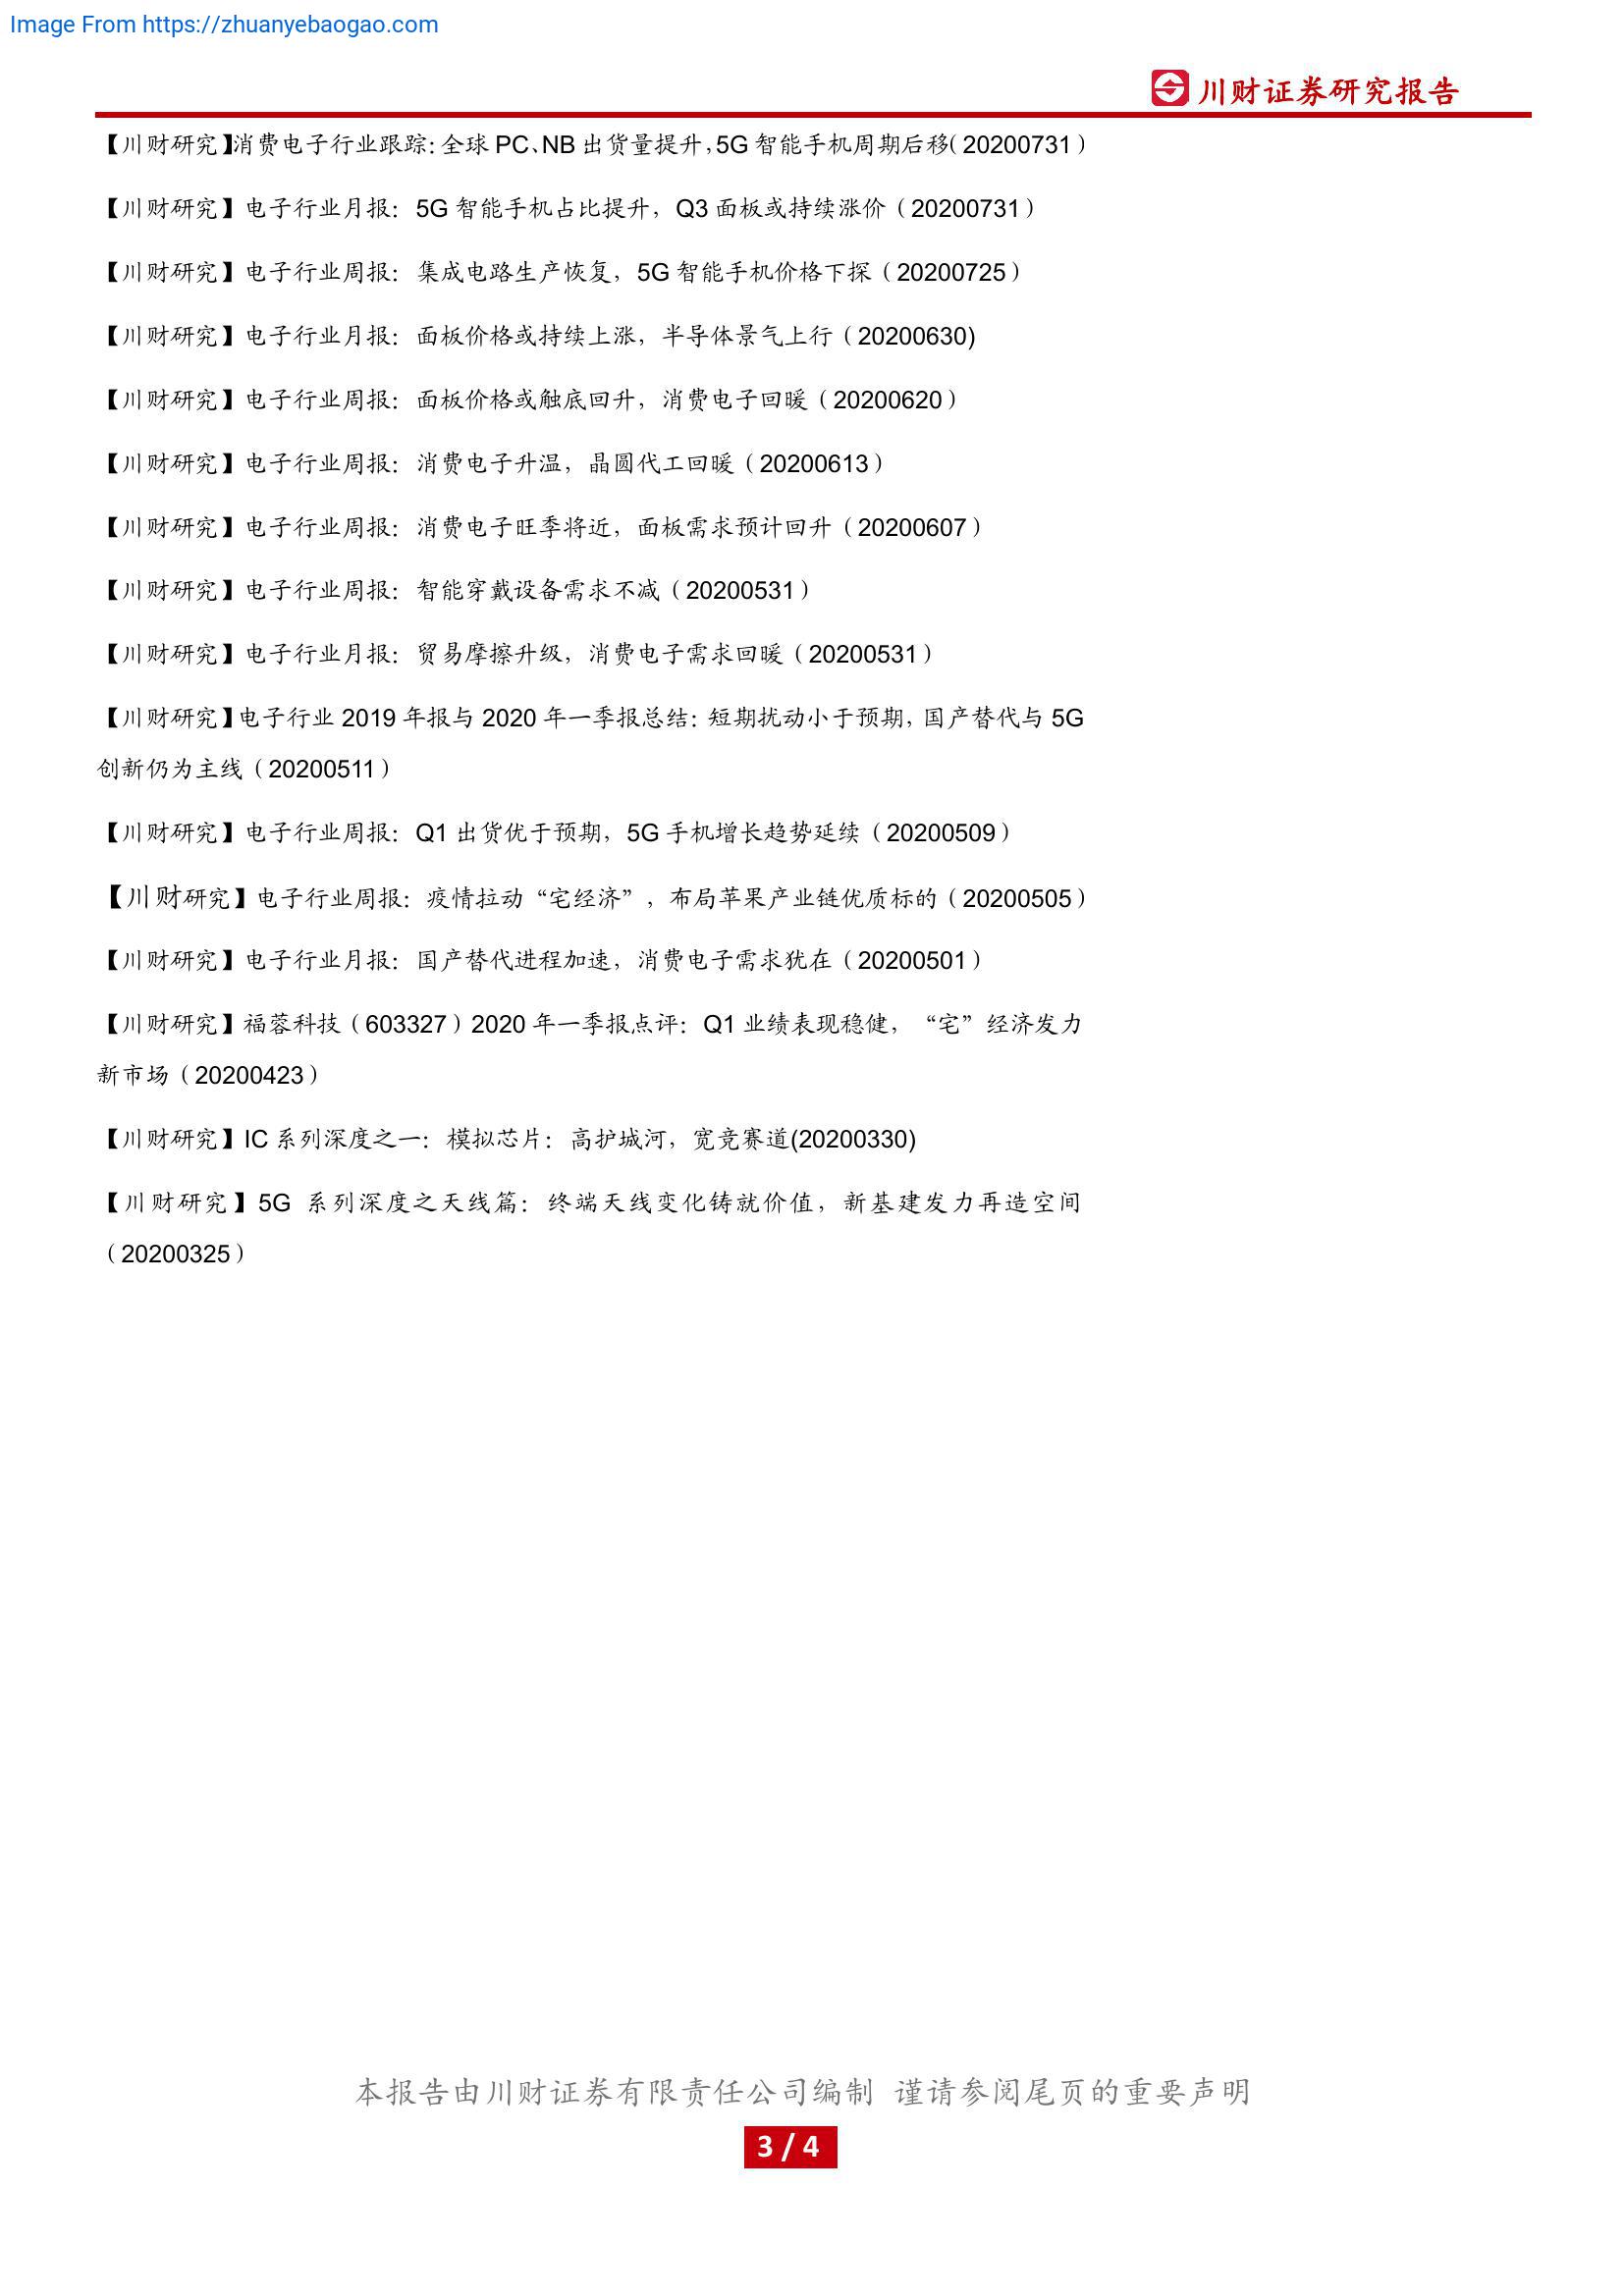 Image From https://zhuanyebaogao.com
川财证券研究报告
【川财研究】消费电子行业跟踪：全球 PC、NB 出货量提升，5G 智能手机周期后移（20200731）
【川财研究】电子行业月报：5G 智能手机占比提升，Q3 面板或持续涨价（20200731）
【川财研究】电子行业周报：集成电路生产恢复，5G 智能手机价格下探（20200725）
【川财研究】电子行业月报：面板价格或持续上涨，半导体景气上行（20200630)
【川财研究】电子行业周报：面板价格或触底回升，消费电子回暖（20200620）
【川财研究】电子行业周报：消费电子升温，晶圆代工回暖（20200613）
【川财研究】电子行业周报：消费电子旺季将近，面板需求预计回升（20200607）
【川财研究】电子行业周报：智能穿戴设备需求不减（20200531）
【川财研究】电子行业月报：贸易摩擦升级，消费电子需求回暖（20200531）
【川财研究】电子行业 2019 年报与 2020 年一季报总结：短期扰动小于预期，国产替代与 5G
创新仍为主线（20200511）
【川财研究】电子行业周报：Q1 出货优于预期，5G 手机增长趋势延续（20200509）
【川财研究】电子行业周报：疫情拉动“宅经济”，布局苹果产业链优质标的（20200505）
【川财研究】电子行业月报：国产替代进程加速，消费电子需求犹在（20200501）
【川财研究】福蓉科技（603327）2020 年一季报点评：Q1 业绩表现稳健，“宅”经济发力
新市场（20200423）
【川财研究】IC 系列深度之一：模拟芯片：高护城河，宽竞赛道(20200330)
【川财研究】5G 系列深度之天线篇：终端天线变化铸就价值，新基建发力再造空间
（20200325）
本报告由川财证券有限责任公司编制 谨请参阅尾页的重要声明
3 / 4